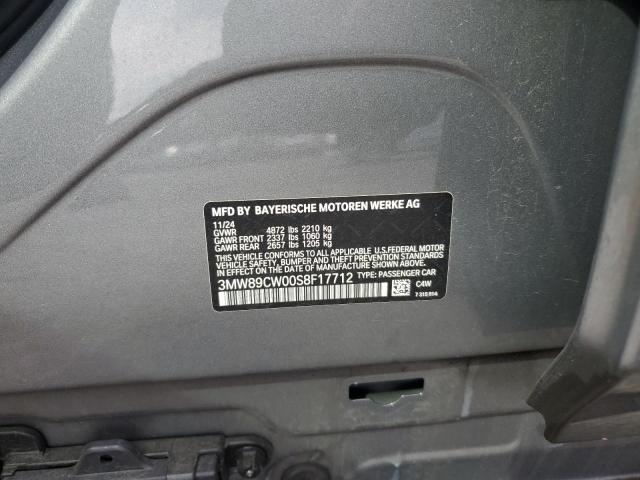 MFD BY BAYERISCHE MOTOREN WERKE AG
11/24
GVWR 4872 lbs 2210 kg
GAWR FRONT 2337 lbs 1060 kg
GAWR REAR 2657 lbs 1205 kg
THIS VEHICLE CONFORMS TO ALL APPLICABLE U.S.FEDERAL MOTOR
VEHICLE SAFETY, BUMPER, AND THEFT PREVENTION STANDARDS
IN EFFECT ON THE DATE OF MANUFACTURE SHOWN ABOVE.
3MW89CW00S8F17712 TYPE: PASSENGER CAR
C4W